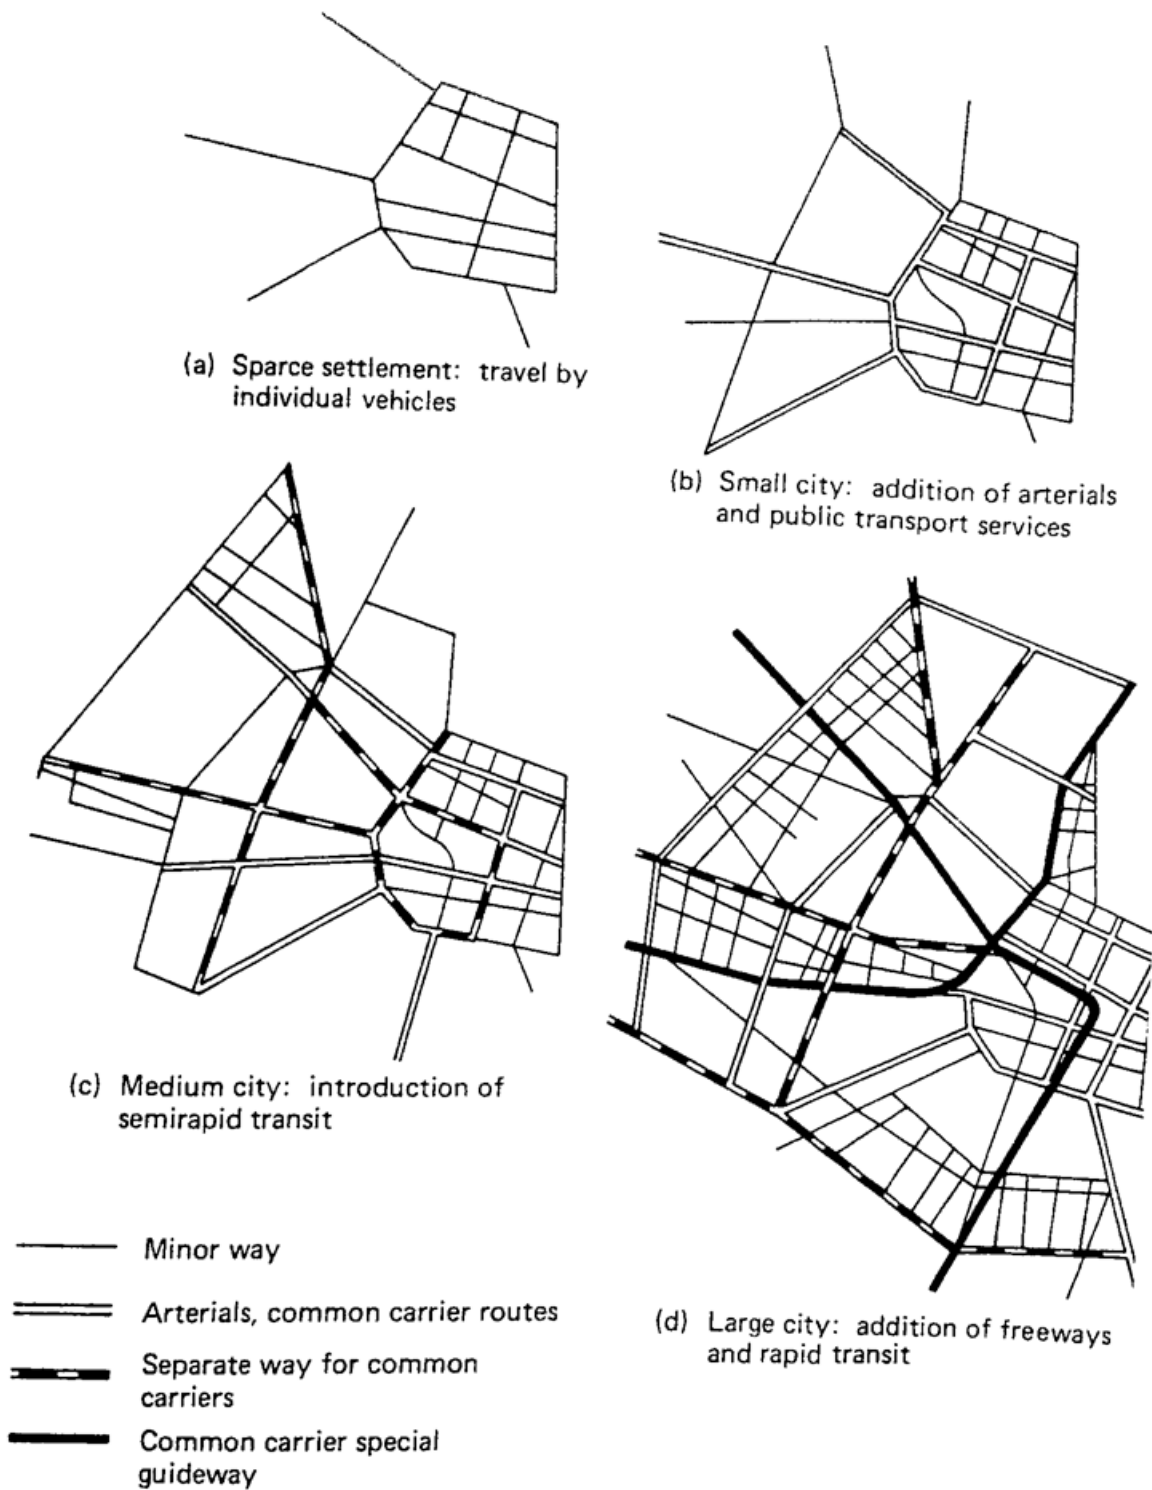 (a) Sparce settlement: travel by
individual vehicles
(b) Small city: addition of arterials
and public transport services
(c) Medium city: introduction of
semirapid transit
Minor way
Arterials, common carrier routes
Separate way for common
carriers
Common carrier special
guideway
(d) Large city: addition of freeways
and rapid transit